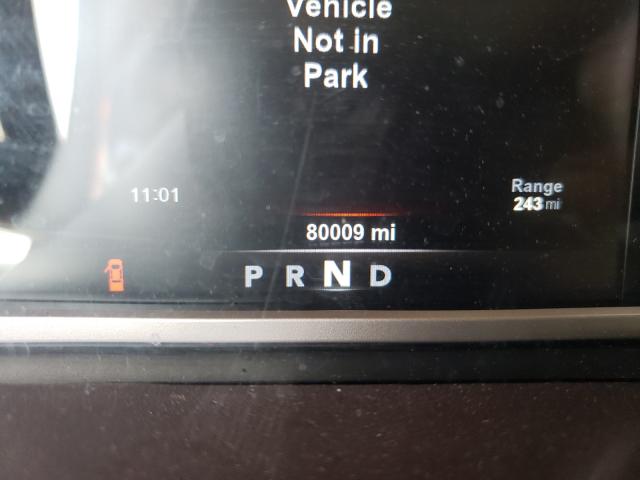 Vehicle
Not in
Park
11:01
Range
243 mi
80009 mi
P R N D